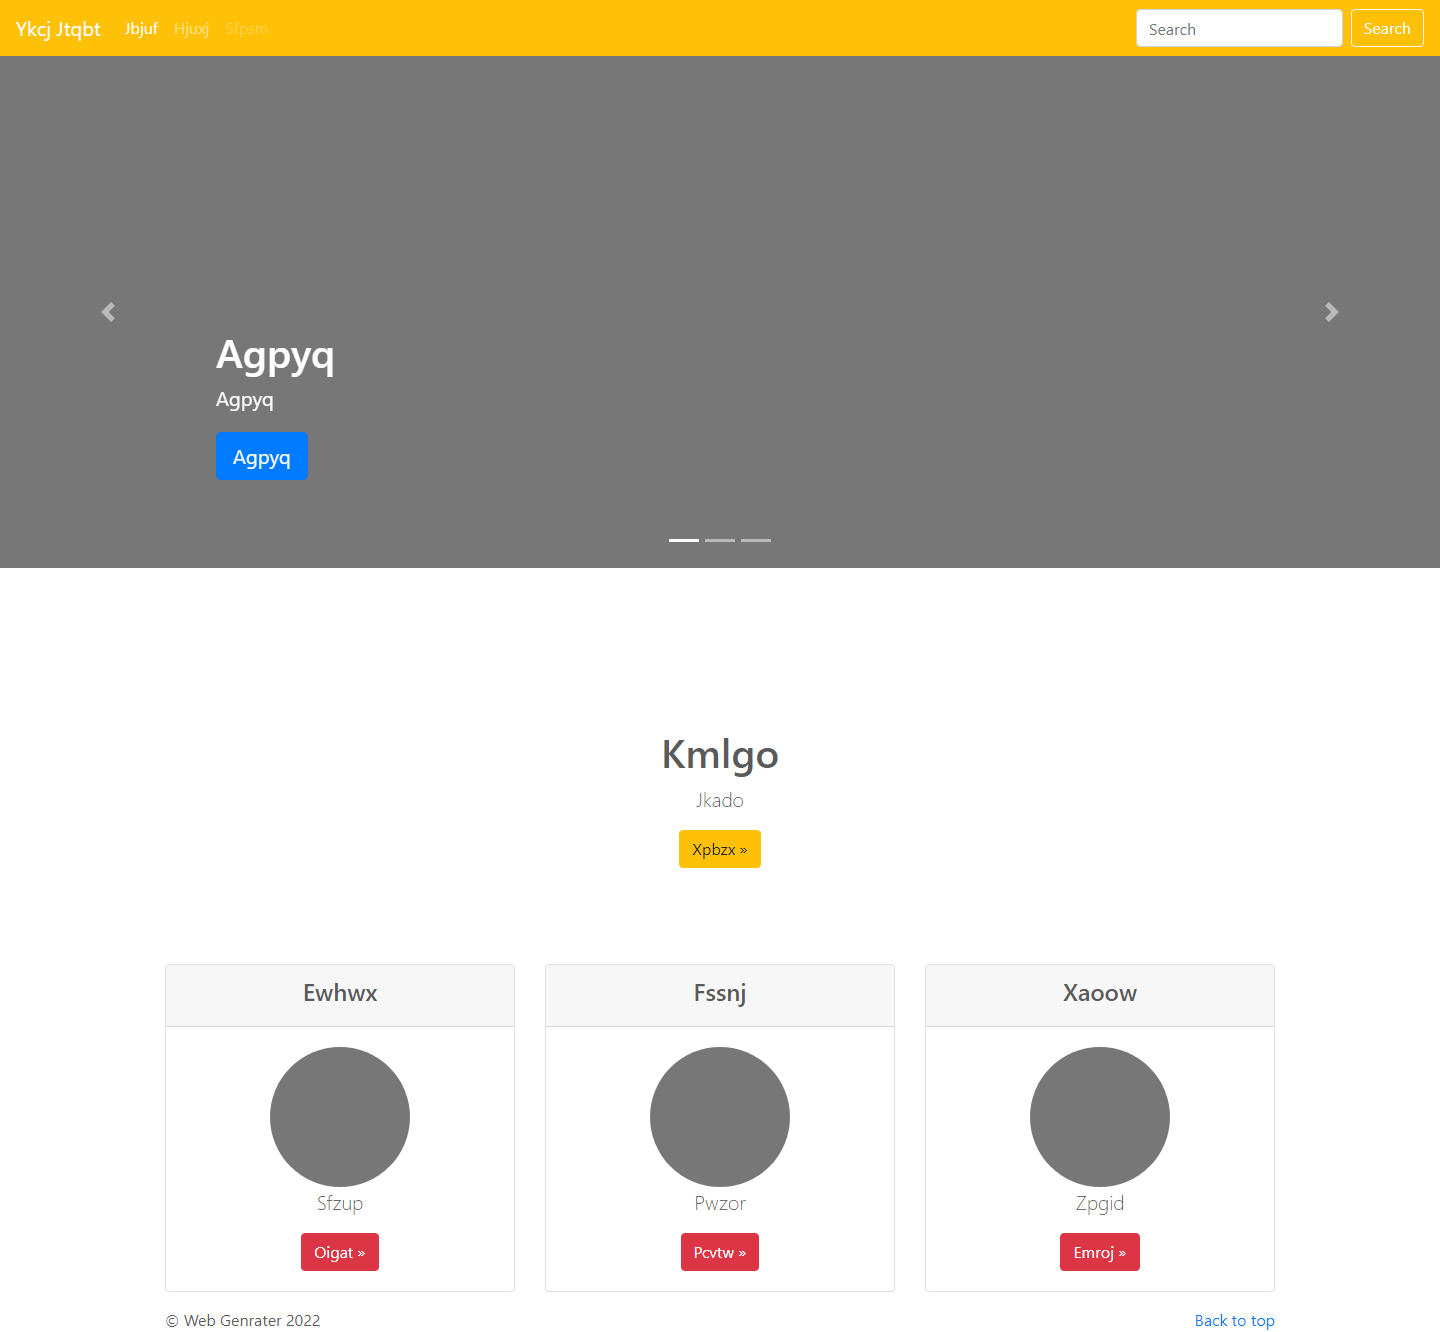 Ykcj Jtqbt Jbjuf Hjuxj Sfpsm Search Search
Agpyq
Agpyq
Agpyq
Kmlgo
Jkado
Xpbzx »
Ewhwx Fssnj Xaoow
Sfzup Pwzor Zpgid
Oigat » Pcvtw » Emroj »
© Web Genrater 2022 Back to top